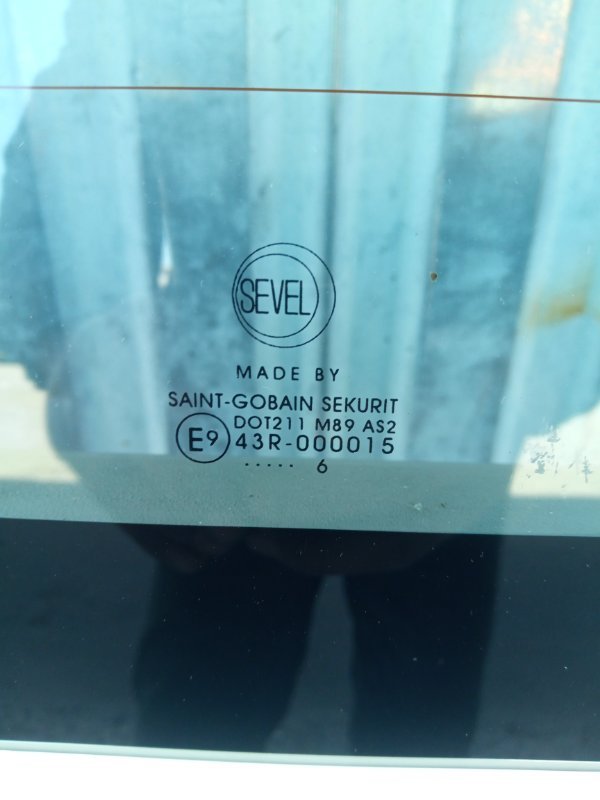 SEVEL
MADE BY
SAINT-GOBAIN SEKURIT
DOT211 M89 AS2
E9 43R-000015
..... 6